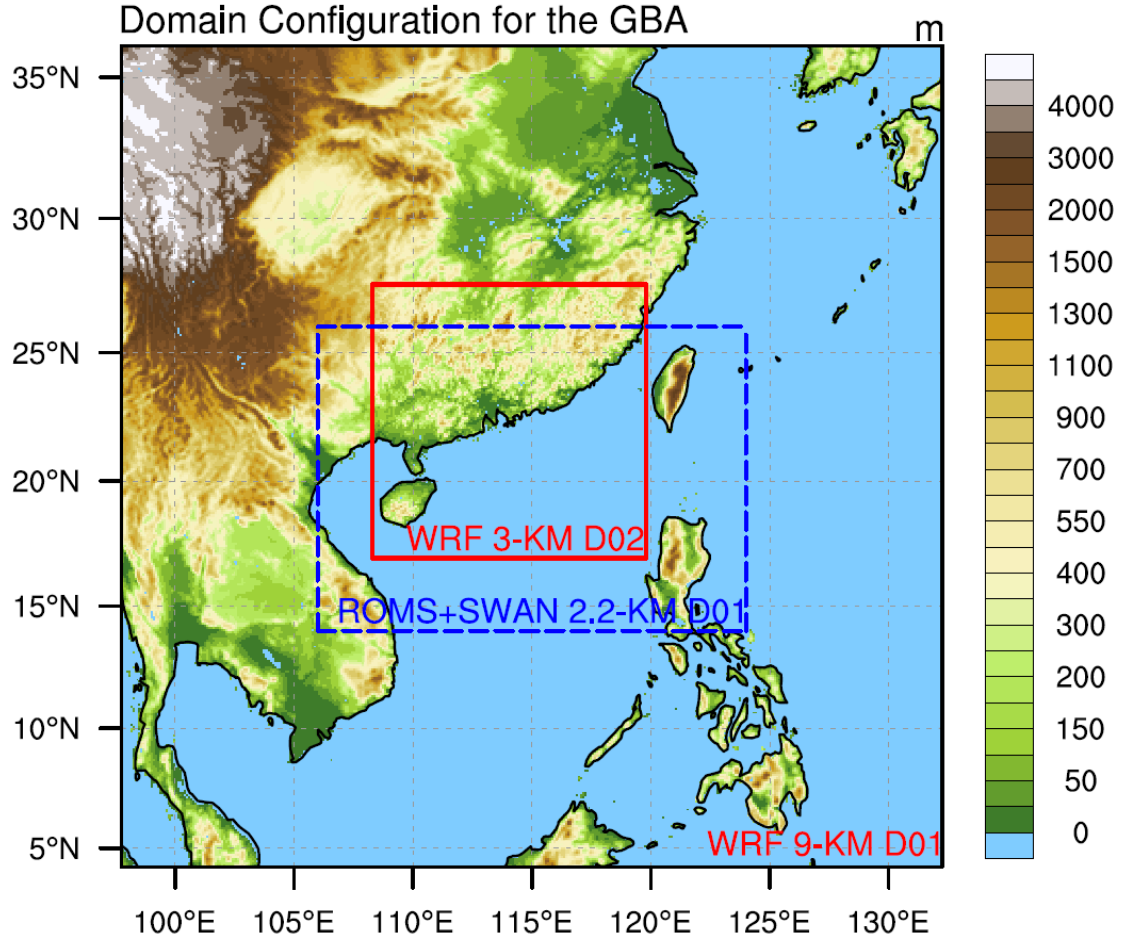 Domain Configuration for the GBA
m
35°N
30°N
25°N
20°N
15°N
10°N
5°N
WRF 3-KM D02
ROMS+SWAN 2.2-KM D01
WRF 9-KM D01
100°E
105°E
110°E
115°E
120°E
125°E
130°E
4000
3000
2000
1500
1300
1100
900
700
550
400
300
200
150
50
0